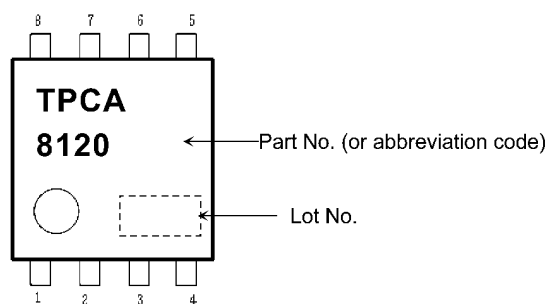 8 7 6 5
TPCA
8120
Part No. (or abbreviation code)
Lot No.
1 2 3 4